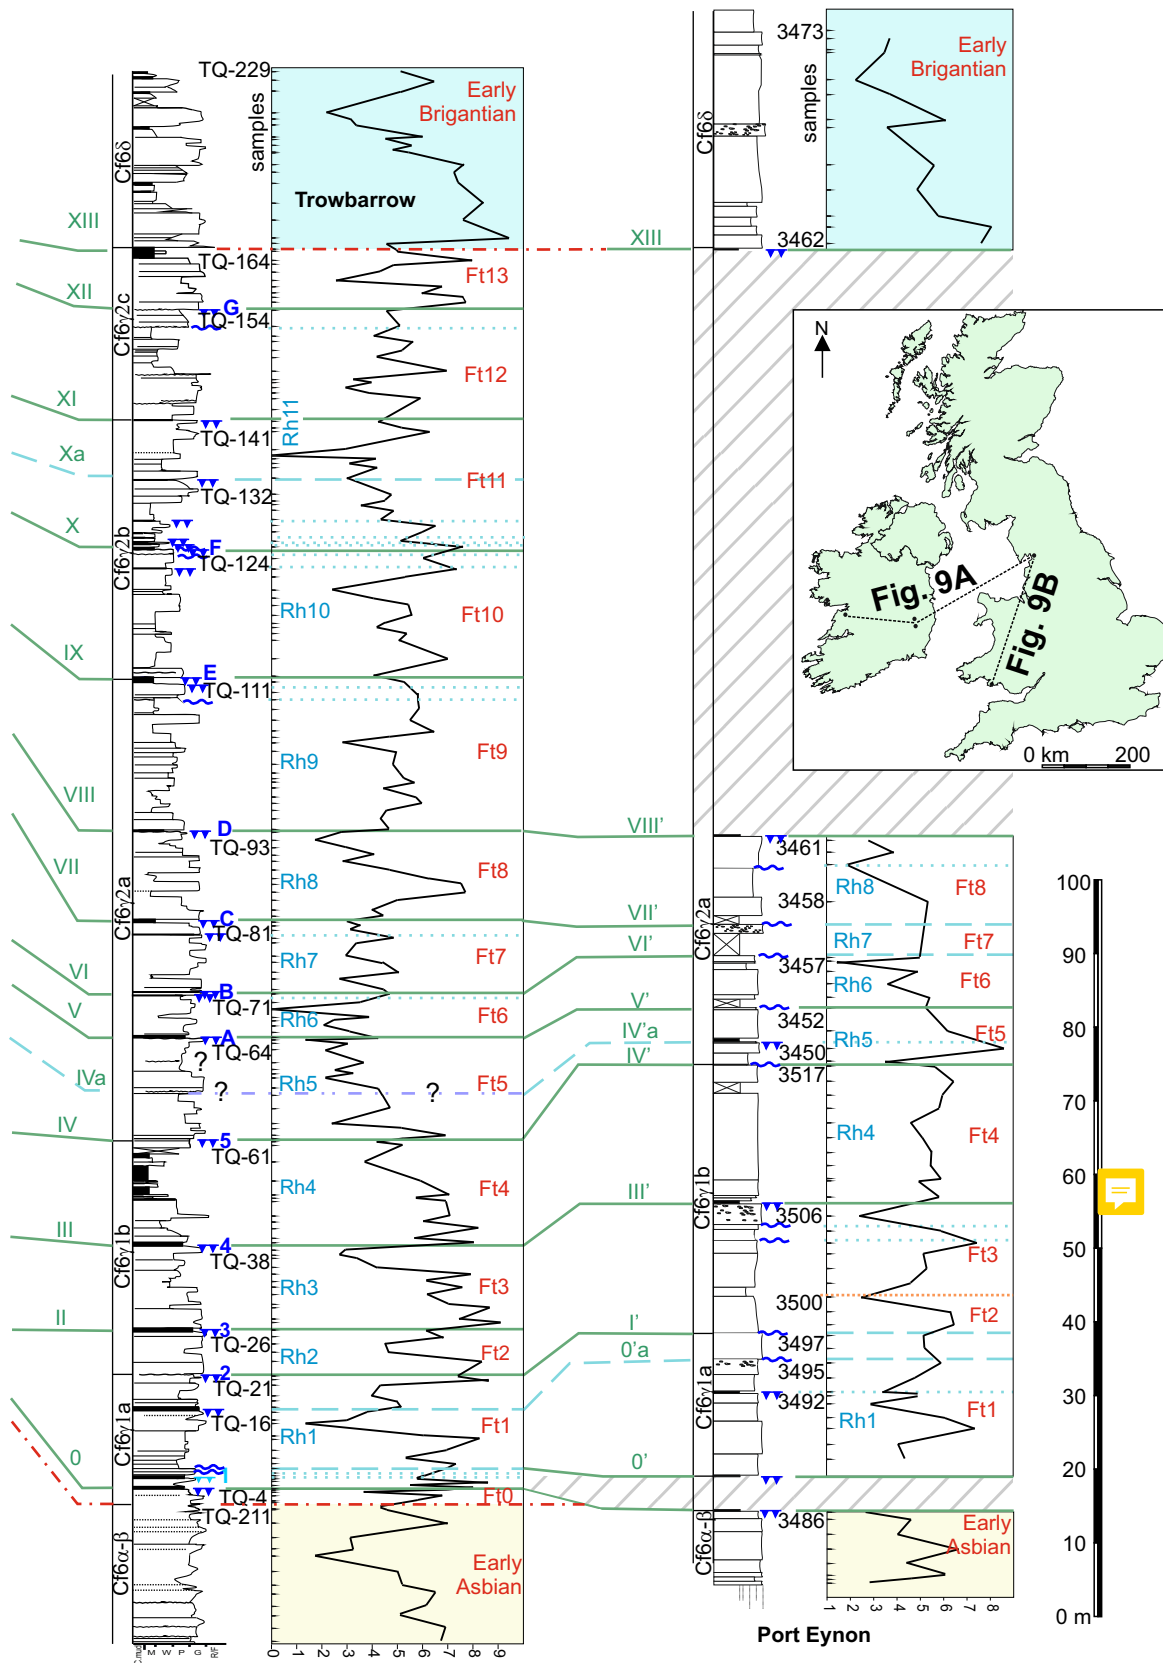 3473
Early
Brigantian
samples
Cf6δ
3462
TQ-229
Early
Brigantian
samples
Cf6δ
Trowbarrow
XIII
XIII
TQ-164
Ft13
XII
G
TQ-154
Cf6γ2c
Ft12
XI
TQ-141
Rh11
Xa
Ft11
TQ-132
X
F
TQ-124
Cf6γ2b
Rh10
Ft10
IX
E
TQ-111
Rh9
Ft9
VIII
D
TQ-93
VIII'
Rh8
Ft8
VII
C
TQ-81
VII'
Cf6γ2a
Rh7
Ft7
VI
B
TQ-71
VI'
Rh6
Ft6
V
A
TQ-64
V'
?
IVa
?
?
Rh5
Ft5
IV'a
IV'
IV
5
TQ-61
Rh4
Ft4
III'
III
4
TQ-38
Cf6γ1b
Rh3
Ft3
II
3
TQ-26
Rh2
Ft2
I'
2
TQ-21
0'a
TQ-16
Cf6γ1a
Rh1
Ft1
0
0'
TQ-4
Ft0
TQ-211
Cf6α-β
Early
Asbian
C.mud
M
W
P
G
R/F
0 1 2 3 4 5 6 7 8 9
N
Fig. 9A
Fig. 9B
0 km
200
3461
Cf6γ2a
Rh8
Ft8
3458
Rh7
Ft7
3457
Rh6
Ft6
3452
Rh5
Ft5
3450
3517
Rh4
Ft4
Cf6γ1b
3506
Ft3
3500
Ft2
3497
3495
Cf6γ1a
3492
Rh1
Ft1
3486
Early
Asbian
Cf6α-β
1 2 3 4 5 6 7 8
Port Eynon
100
90
80
70
60
50
40
30
20
10
0 m